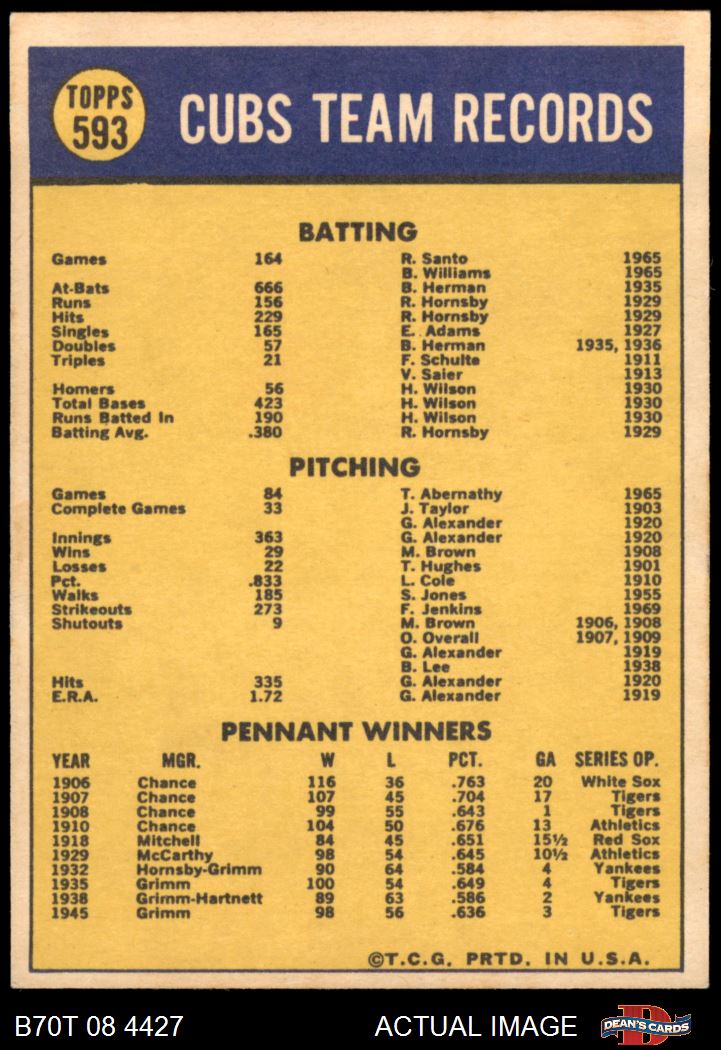 TOPPS
593
CUBS TEAM RECORDS
BATTING
Games 164 R. Santo 1965
B. Williams 1965
At-Bats 666 B. Herman 1935
Runs 156 R. Hornsby 1929
Hits 229 R. Hornsby 1929
Singles 165 E. Adams 1927
Doubles 57 B. Herman 1935, 1936
Triples 21 F. Schulte 1911
V. Saier 1913
Homers 56 H. Wilson 1930
Total Bases 423 H. Wilson 1930
Runs Batted In 190 H. Wilson 1930
Batting Avg. .380 R. Hornsby 1929
PITCHING
Games 84 T. Abernathy 1965
Complete Games 33 J. Taylor 1903
G. Alexander 1920
Innings 363 G. Alexander 1920
Wins 29 M. Brown 1908
Losses 22 T. Hughes 1901
Pct. .833 L. Cole 1910
Walks 185 S. Jones 1955
Strikeouts 273 F. Jenkins 1969
Shutouts 9 M. Brown 1906, 1908
O. Overall 1907, 1909
G. Alexander 1919
B. Lee 1938
Hits 335 G. Alexander 1920
E.R.A. 1.72 G. Alexander 1919
PENNANT WINNERS
YEAR MGR. W L PCT. GA SERIES OP.
1906 Chance 116 36 .763 20 White Sox
1907 Chance 107 45 .704 17 Tigers
1908 Chance 99 55 .643 1 Tigers
1910 Chance 104 50 .676 13 Athletics
1918 Mitchell 84 45 .651 15½ Red Sox
1929 McCarthy 98 54 .645 10½ Athletics
1932 Hornsby-Grimm 90 64 .584 4 Yankees
1935 Grimm 100 54 .649 4 Tigers
1938 Grimm-Hartnett 89 63 .586 2 Yankees
1945 Grimm 98 56 .636 3 Tigers
©T.C.G. PRTD. IN U.S.A.
B70T 08 4427 ACTUAL IMAGE DEAN'S CARDS